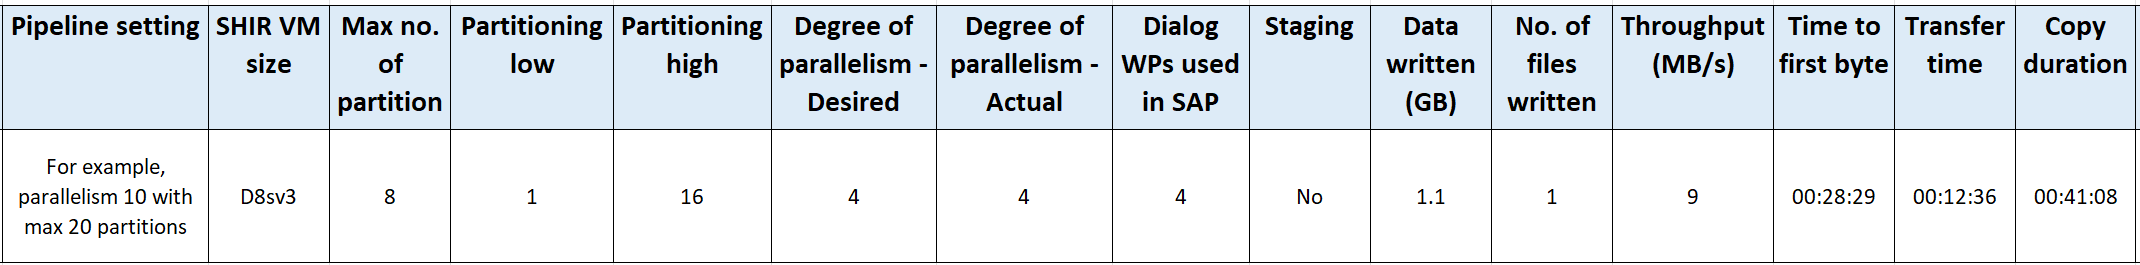 Pipeline setting
SHIR VM
size
Max no.
of
partition
Partitioning
low
Partitioning
high
Degree of
parallelism -
Desired
Degree of
parallelism -
Actual
Dialog
WPs used
in SAP
Staging
Data
written
(GB)
No. of
files
written
Throughput
(MB/s)
Time to
first byte
Transfer
time
Copy
duration
For example,
parallelism 10 with
max 20 partitions
D8sv3
8
1
16
4
4
4
No
1.1
1
9
00:28:29
00:12:36
00:41:08